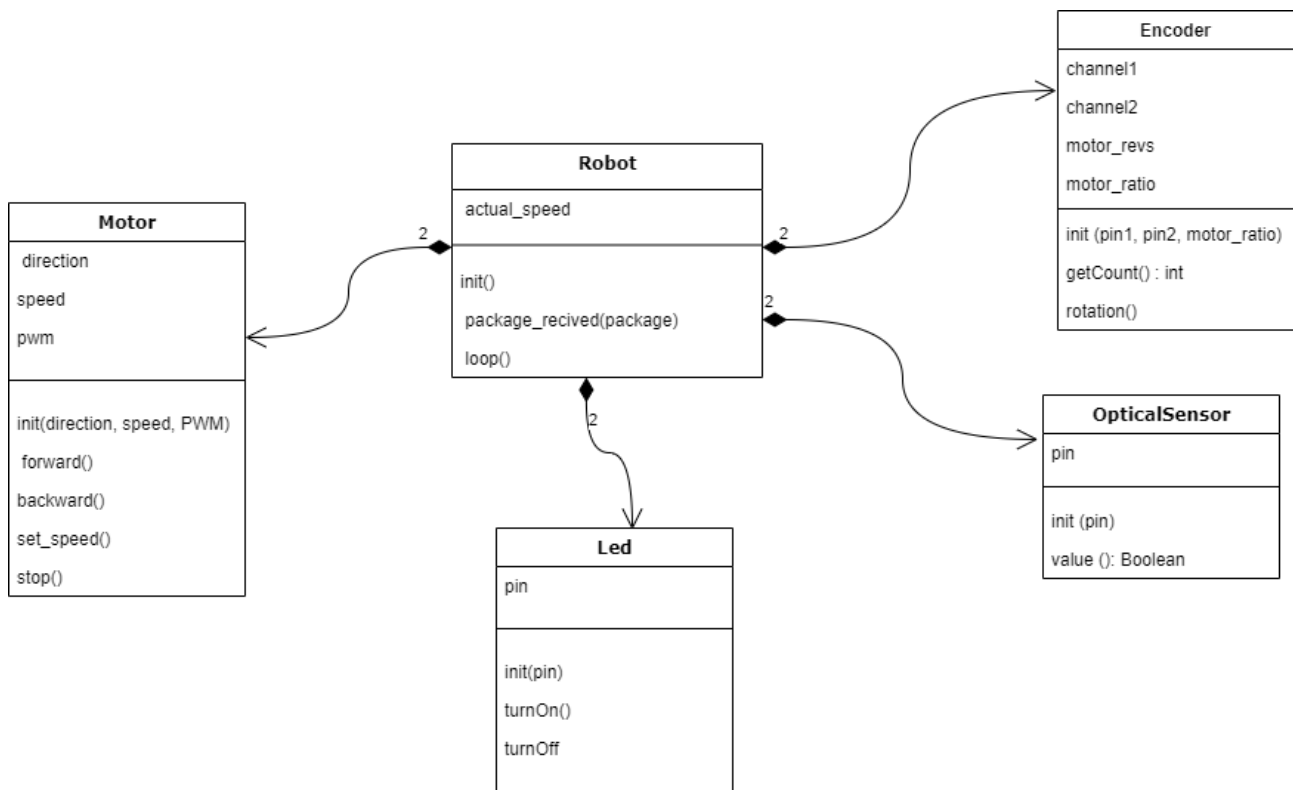 Motor
direction
speed
pwm
init(direction, speed, PWM)
forward()
backward()
set_speed()
stop()
2
Robot
actual_speed
init()
package_recived(package)
loop()
2
2
2
Led
pin
init(pin)
turnOn()
turnOff
Encoder
channel1
channel2
motor_revs
motor_ratio
init (pin1, pin2, motor_ratio)
getCount() : int
rotation()
OpticalSensor
pin
init (pin)
value (): Boolean